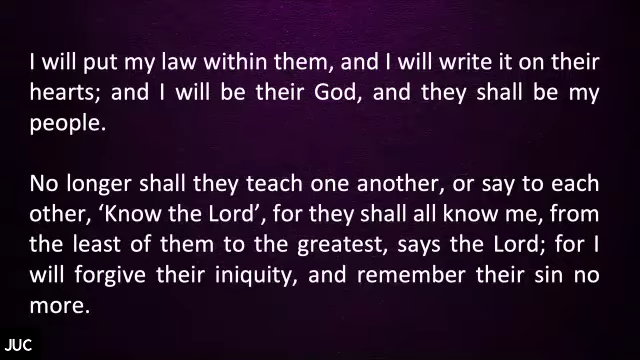 I will put my law within them, and I will write it on their
hearts; and I will be their God, and they shall be my
people.
No longer shall they teach one another, or say to each
other, ‘Know the Lord’, for they shall all know me, from
the least of them to the greatest, says the Lord; for I
will forgive their iniquity, and remember their sin no
more.
JUC